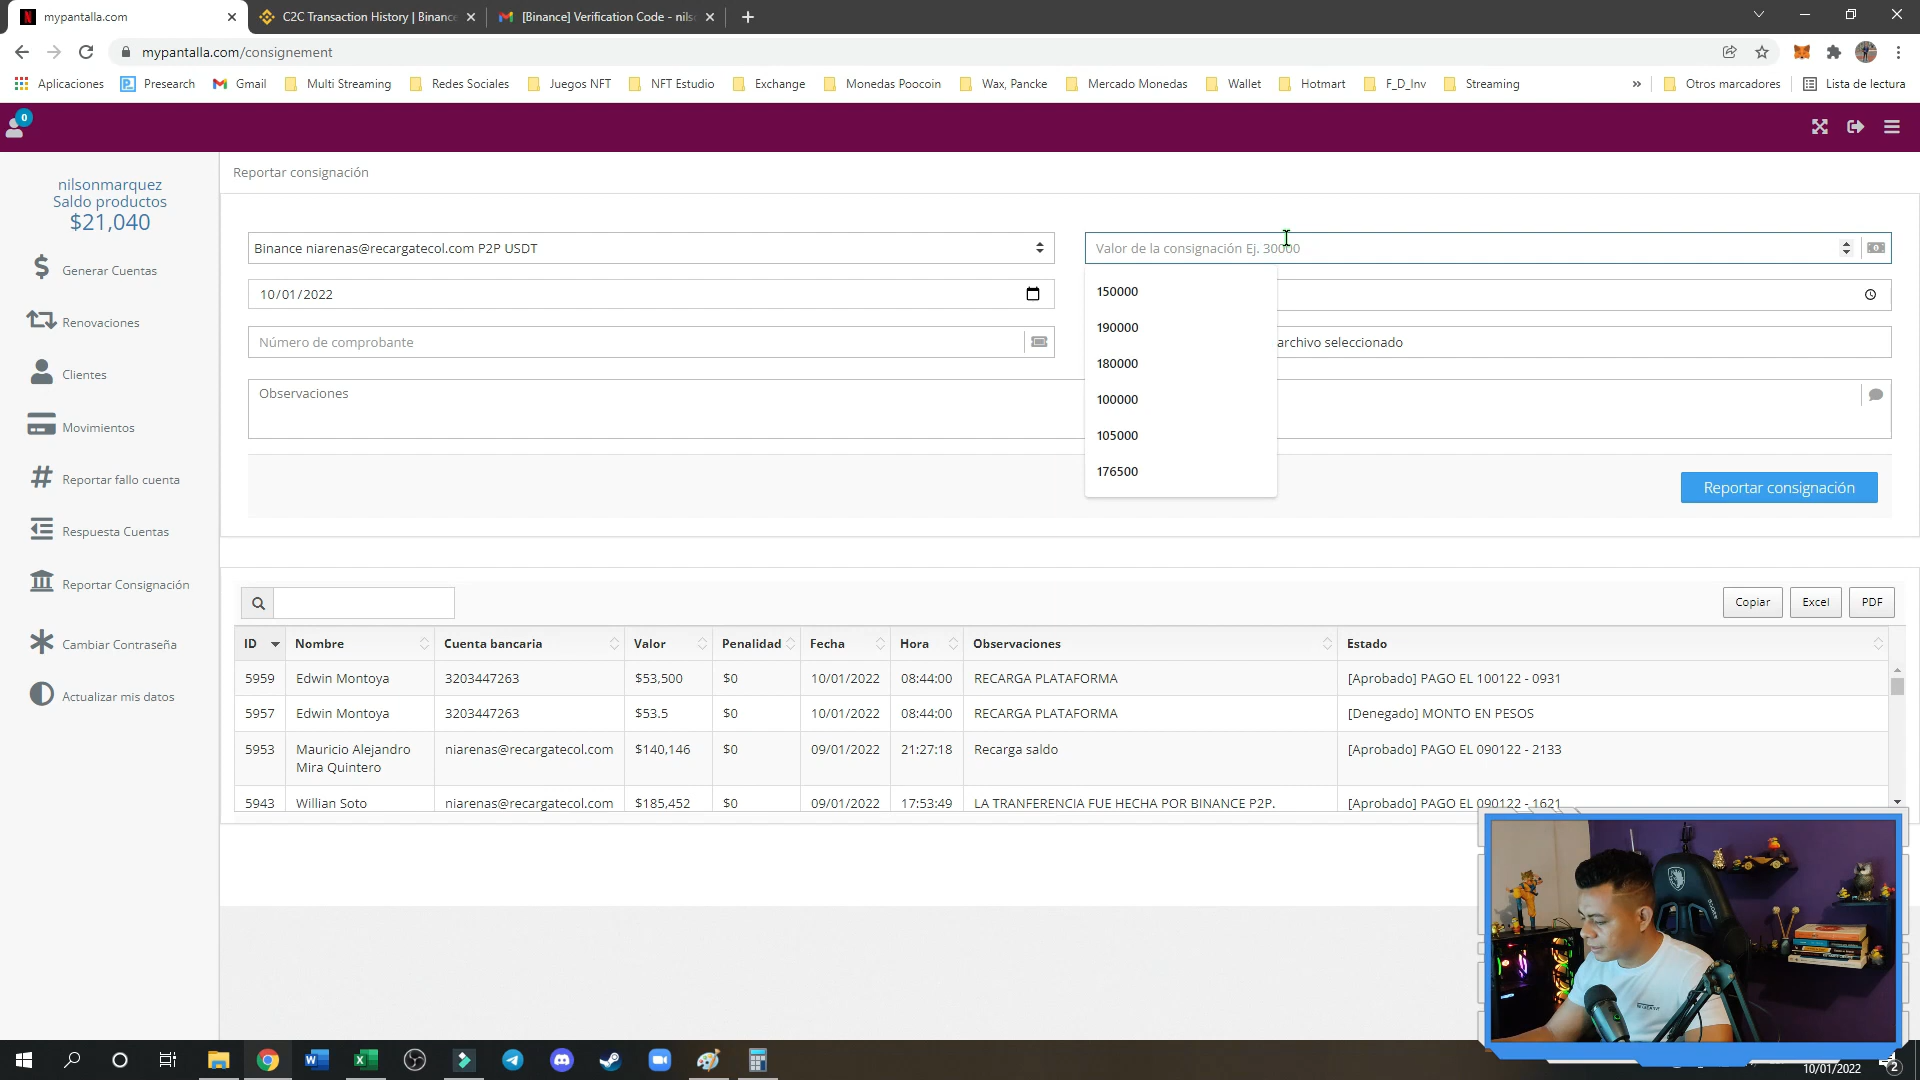 mypantalla.com
C2C Transaction History | Binance
[Binance] Verification Code - nils
mypantalla.com/consignement
Aplicaciones
Presearch
Gmail
Multi Streaming
Redes Sociales
Juegos NFT
NFT Estudio
Exchange
Monedas Poocoin
Wax, Pancke
Mercado Monedas
Wallet
Hotmart
F_D_Inv
Streaming
»
Otros marcadores
Lista de lectura
0
nilsonmarquez
Saldo productos
$21,040
Generar Cuentas
Renovaciones
Clientes
Movimientos
Reportar fallo cuenta
Respuesta Cuentas
Reportar Consignación
Cambiar Contraseña
Actualizar mis datos
Reportar consignación
Binance niarenas@recargatecol.com P2P USDT
Valor de la consignación Ej. 30000
10/01/2022
150000
190000
180000
100000
105000
176500
Número de comprobante
archivo seleccionado
Observaciones
Reportar consignación
Copiar
Excel
PDF
ID Nombre Cuenta bancaria Valor Penalidad Fecha Hora Observaciones Estado
5959 Edwin Montoya 3203447263 $53,500 $0 10/01/2022 08:44:00 RECARGA PLATAFORMA [Aprobado] PAGO EL 100122 - 0931
5957 Edwin Montoya 3203447263 $53.5 $0 10/01/2022 08:44:00 RECARGA PLATAFORMA [Denegado] MONTO EN PESOS
5953 Mauricio Alejandro niarenas@recargatecol.com $140,146 $0 09/01/2022 21:27:18 Recarga saldo [Aprobado] PAGO EL 090122 - 2133
Mira Quintero
5943 Willian Soto niarenas@recargatecol.com $185,452 $0 09/01/2022 17:53:49 LA TRANFERENCIA FUE HECHA POR BINANCE P2P. [Aprobado] PAGO EL 090122 - 1621
10/01/2022
2